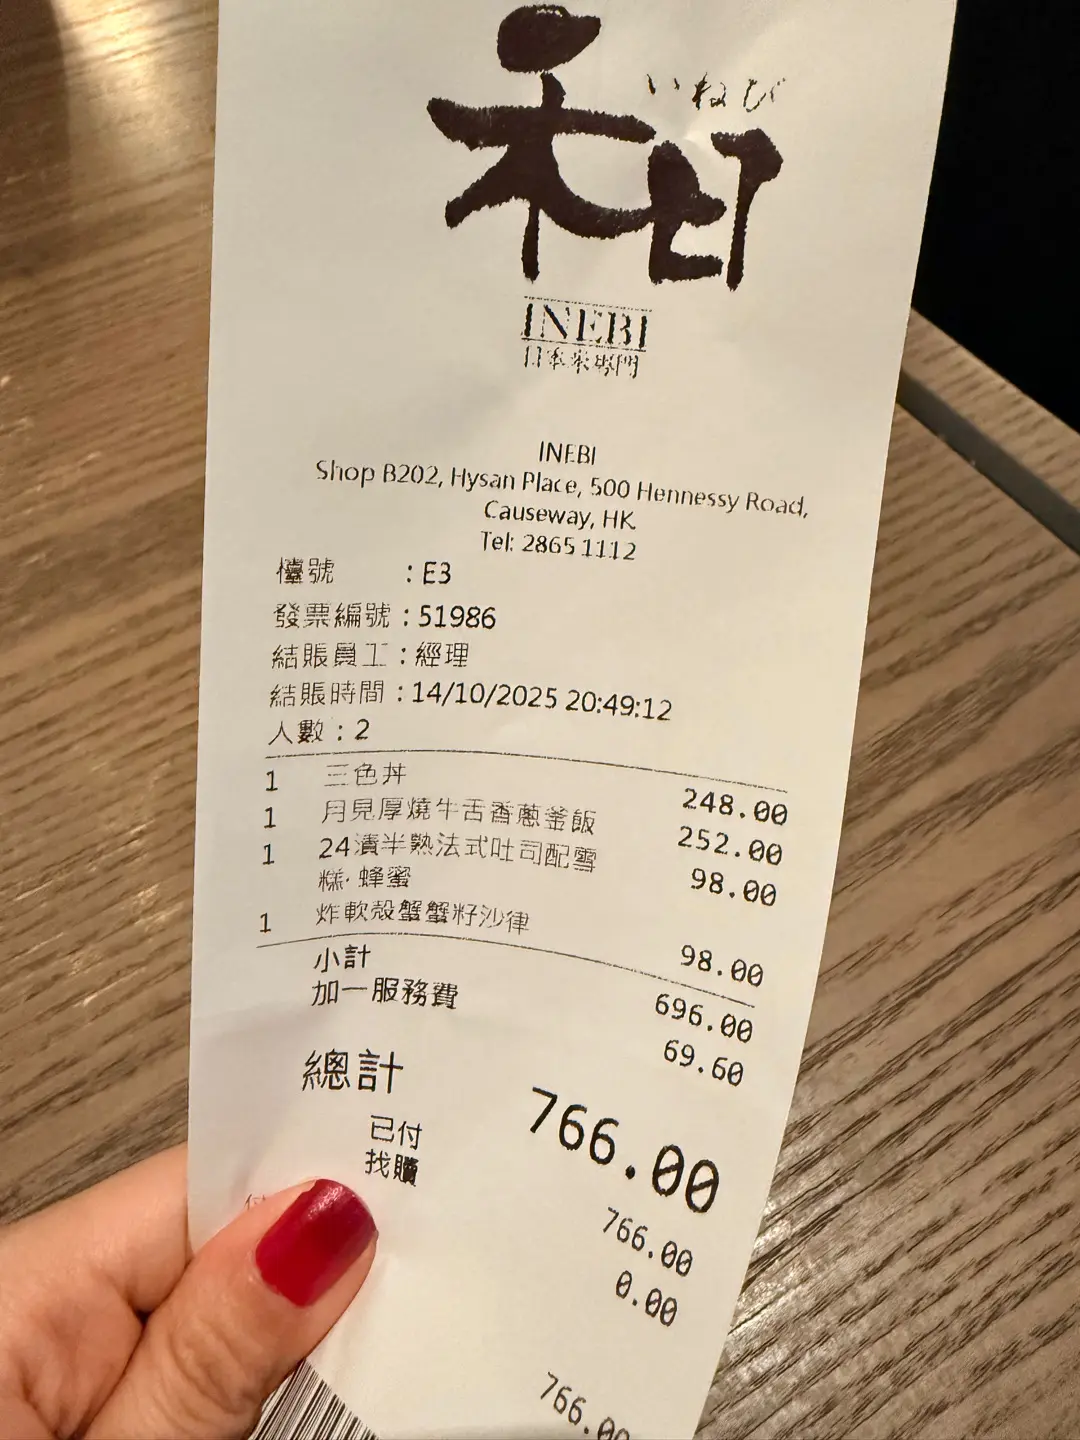 和
いねび
INEBI
日本米專門
INEBI
Shop B202, Hysan Place, 500 Hennessy Road,
Causeway, HK
Tel: 2865 1112
檯號 : E3
發票編號 : 51986
結賬員工 : 經理
結賬時間 : 14/10/2025 20:49:12
人數 : 2
1 三色丼 248.00
1 月見厚燒牛舌香蔥釜飯 252.00
1 24漬半熟法式吐司配雪 98.00
糕·蜂蜜
1 炸軟殼蟹蟹籽沙律 98.00
小計 696.00
加一服務費 69.60
總計 766.00
已付 766.00
找贖 0.00
766.00